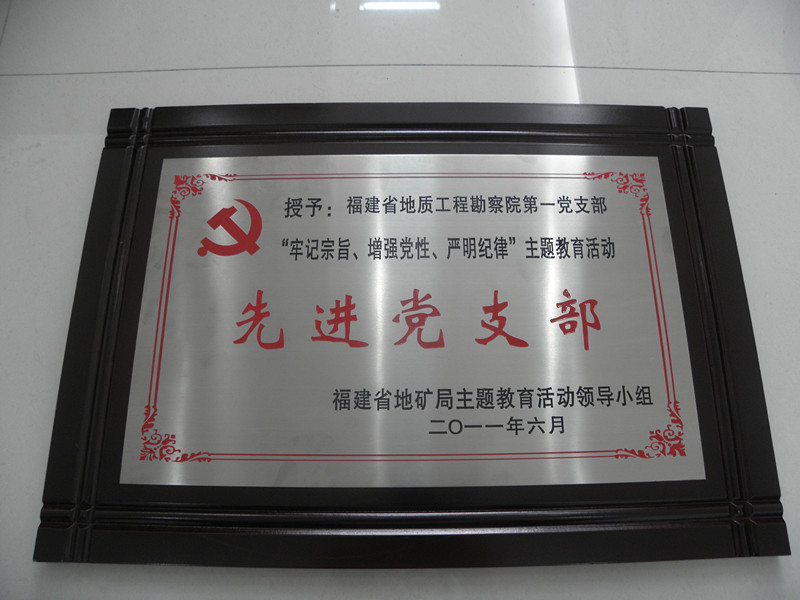 授予：福建省地质工程勘察院第一党支部
“牢记宗旨、增强党性、严明纪律”主题教育活动
先进党支部
福建省地矿局主题教育活动领导小组
二〇一一年六月